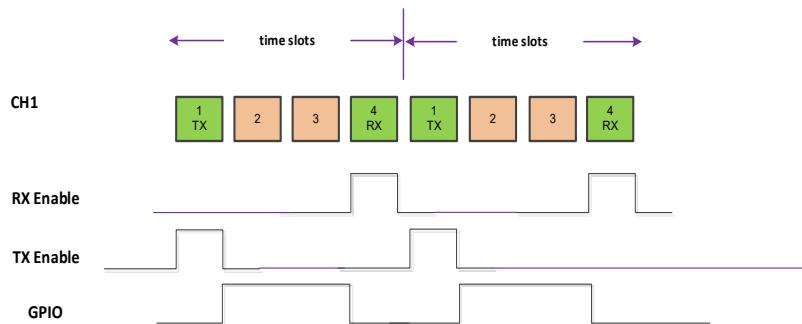 time slots time slots
CH1
1 2 3 4 1 2 3 4
TX RX TX RX
RX Enable
TX Enable
GPIO